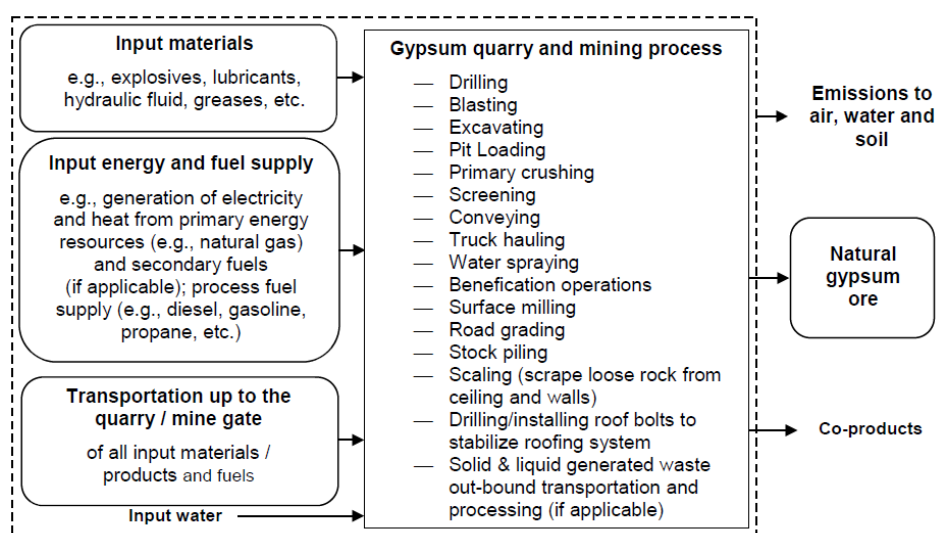 Input materials
e.g., explosives, lubricants,
hydraulic fluid, greases, etc.
Input energy and fuel supply
e.g., generation of electricity
and heat from primary energy
resources (e.g., natural gas)
and secondary fuels
(if applicable); process fuel
supply (e.g., diesel, gasoline,
propane, etc.)
Transportation up to the
quarry / mine gate
of all input materials /
products and fuels
Input water
Gypsum quarry and mining process
— Drilling
— Blasting
— Excavating
— Pit Loading
— Primary crushing
— Screening
— Conveying
— Truck hauling
— Water spraying
— Benefication operations
— Surface milling
— Road grading
— Stock piling
— Scaling (scrape loose rock from
ceiling and walls)
— Drilling/installing roof bolts to
stabilize roofing system
— Solid & liquid generated waste
out-bound transportation and
processing (if applicable)
Emissions to
air, water and
soil
Natural
gypsum
ore
Co-products